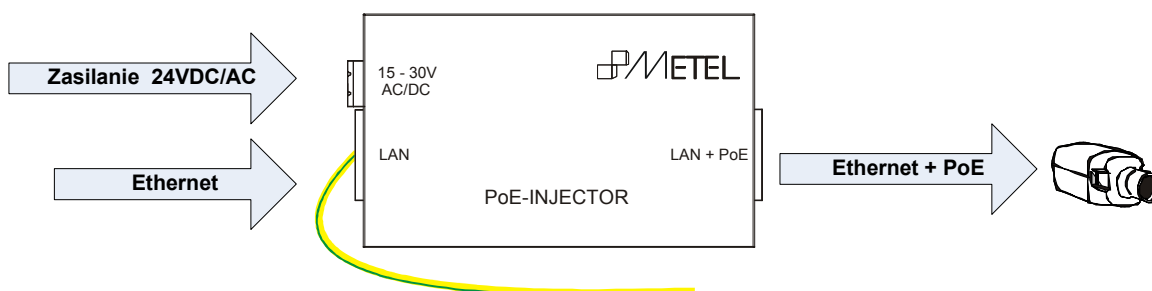 Zasilanie 24VDC/AC
15 - 30V
AC/DC
METEL
LAN
LAN + PoE
Ethernet
Ethernet + PoE
PoE-INJECTOR